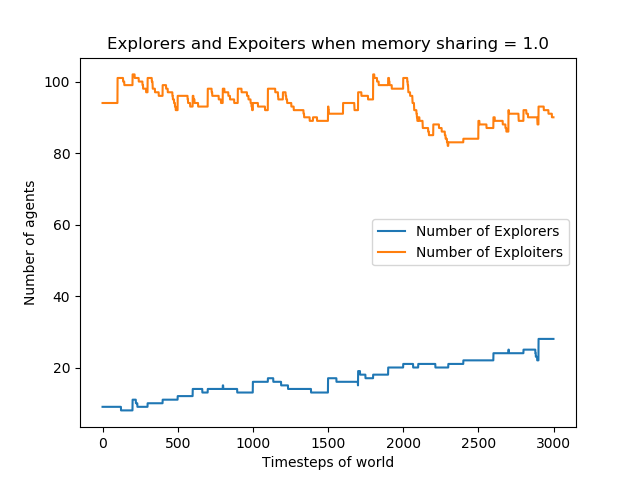 Explorers and Expoiters when memory sharing = 1.0
Number of agents
100
80
60
40
20
Number of Explorers
Number of Exploiters
0
500
1000
1500
2000
2500
3000
Timesteps of world